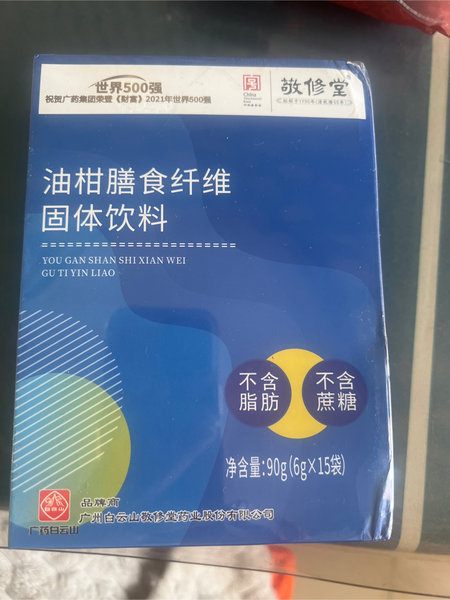 世界500强
祝贺广药集团荣登《财富》2021年世界500强
China
敬修堂
油柑膳食纤维
固体饮料
YOU GAN SHAN SHI XIAN WEI
GU TI YIN LIAO
不含
脂肪
不含
蔗糖
净含量:90g(6g×15袋)
白云山
广药白云山
品牌商
广州白云山敬修堂药业股份有限公司